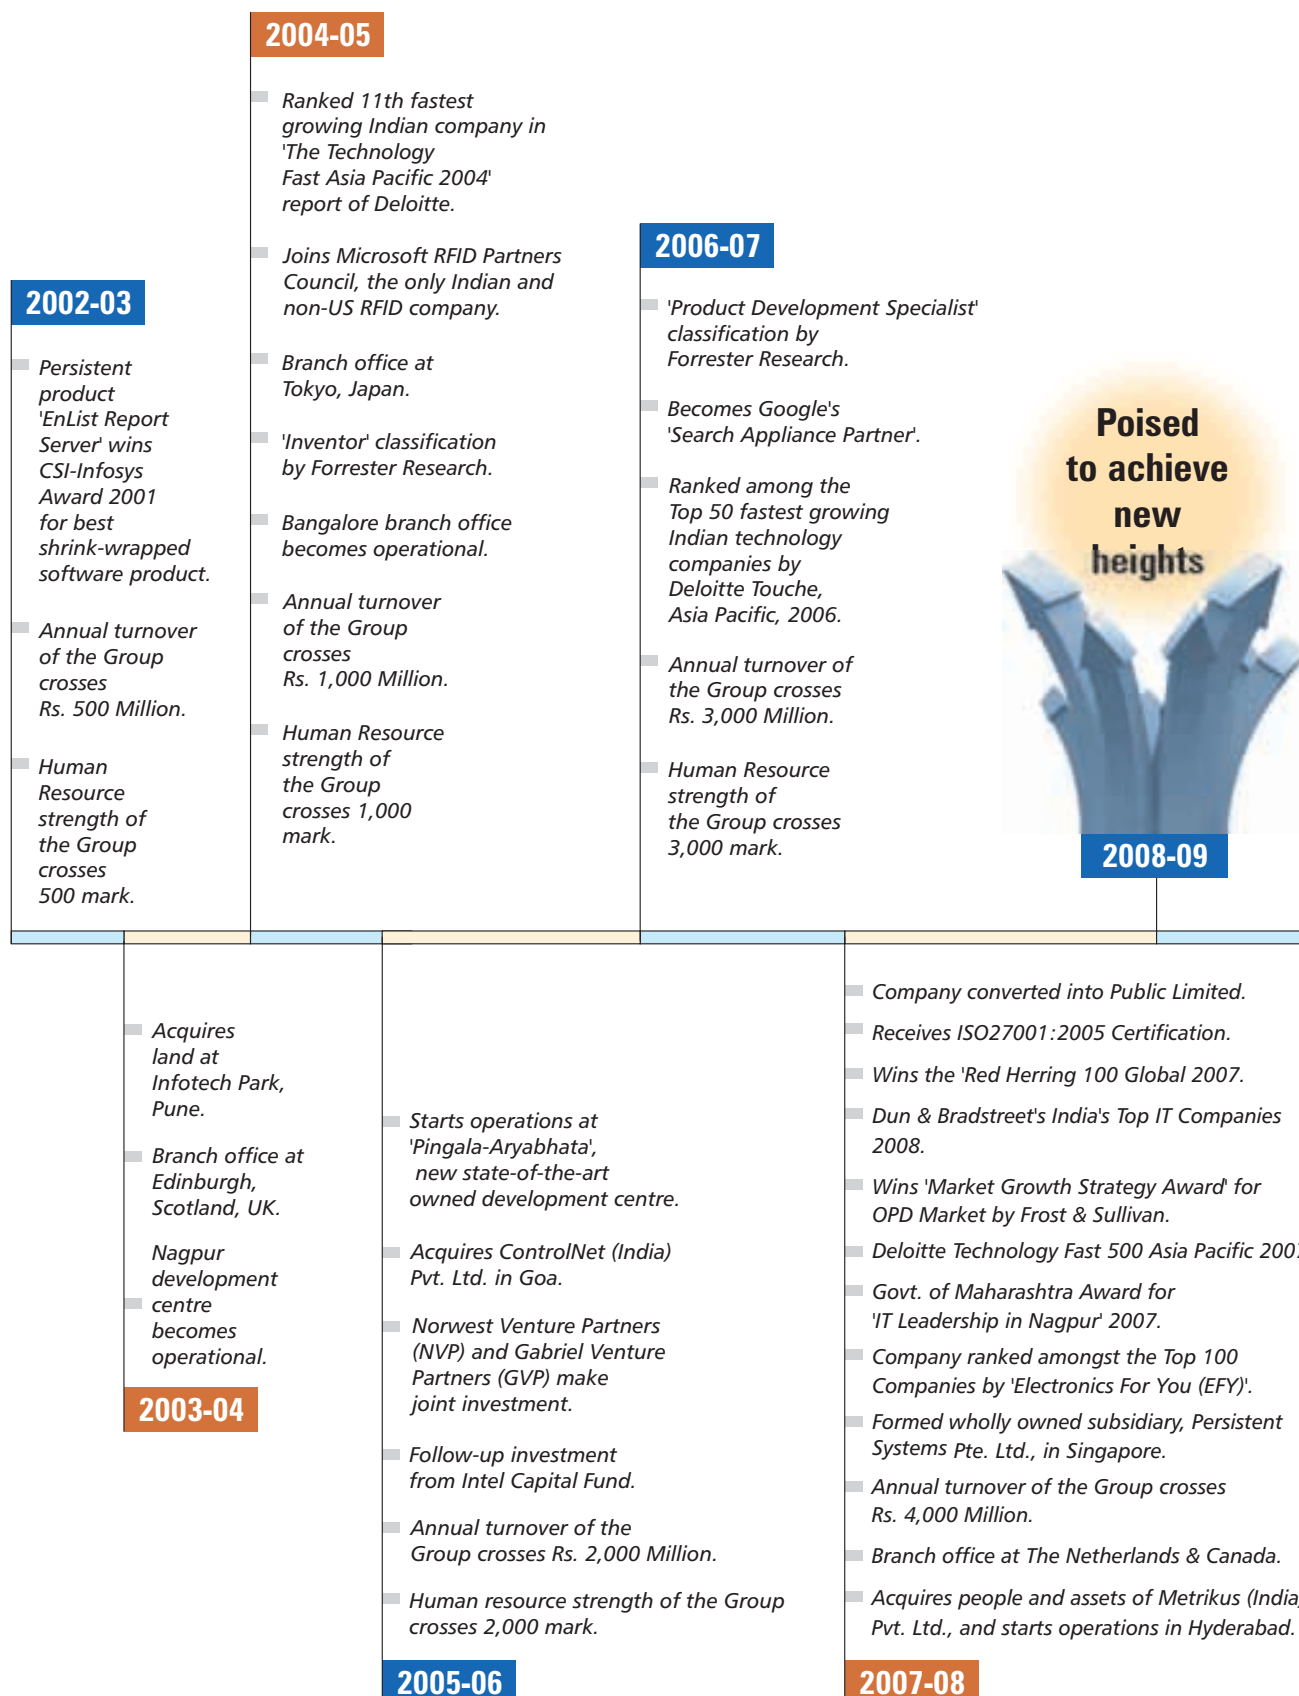 2004-05
Ranked 11th fastest
growing Indian company in
'The Technology
Fast Asia Pacific 2004'
report of Deloitte.
Joins Microsoft RFID Partners
Council, the only Indian and
non-US RFID company.
Branch office at
Tokyo, Japan.
'Inventor' classification
by Forrester Research.
Bangalore branch office
becomes operational.
Annual turnover
of the Group
crosses
Rs. 1,000 Million.
Human Resource
strength of
the Group
crosses 1,000
mark.
2006-07
'Product Development Specialist'
classification by
Forrester Research.
Becomes Google's
'Search Appliance Partner'.
Ranked among the
Top 50 fastest growing
Indian technology
companies by
Deloitte Touche,
Asia Pacific, 2006.
Annual turnover of
the Group crosses
Rs. 3,000 Million.
Human Resource
strength of
the Group crosses
3,000 mark.
2002-03
Persistent
product
'EnList Report
Server' wins
CSI-Infosys
Award 2001
for best
shrink-wrapped
software product.
Annual turnover
of the Group
crosses
Rs. 500 Million.
Human
Resource
strength of
the Group
crosses
500 mark.
Poised
to achieve
new
heights
2008-09
Acquires
land at
Infotech Park,
Pune.
Branch office at
Edinburgh,
Scotland, UK.
Nagpur
development
centre
becomes
operational.
2003-04
Starts operations at
'Pingala-Aryabhata',
new state-of-the-art
owned development centre.
Acquires ControlNet (India)
Pvt. Ltd. in Goa.
Norwest Venture Partners
(NVP) and Gabriel Venture
Partners (GVP) make
joint investment.
Follow-up investment
from Intel Capital Fund.
Annual turnover of the
Group crosses Rs. 2,000 Million.
Human resource strength of the Group
crosses 2,000 mark.
2005-06
Company converted into Public Limited.
Receives ISO27001:2005 Certification.
Wins the 'Red Herring 100 Global 2007.
Dun & Bradstreet's India's Top IT Companies
2008.
Wins 'Market Growth Strategy Award' for
OPD Market by Frost & Sullivan.
Deloitte Technology Fast 500 Asia Pacific 2007
Govt. of Maharashtra Award for
'IT Leadership in Nagpur' 2007.
Company ranked amongst the Top 100
Companies by 'Electronics For You (EFY)'.
Formed wholly owned subsidiary, Persistent
Systems Pte. Ltd., in Singapore.
Annual turnover of the Group crosses
Rs. 4,000 Million.
Branch office at The Netherlands & Canada.
Acquires people and assets of Metrikus (India)
Pvt. Ltd., and starts operations in Hyderabad.
2007-08